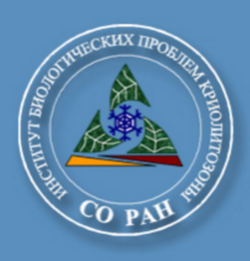 ИНСТИТУТ БИОЛОГИЧЕСКИХ ПРОБЛЕМ КРИОЛИТОЗОНЫ
СО РАН